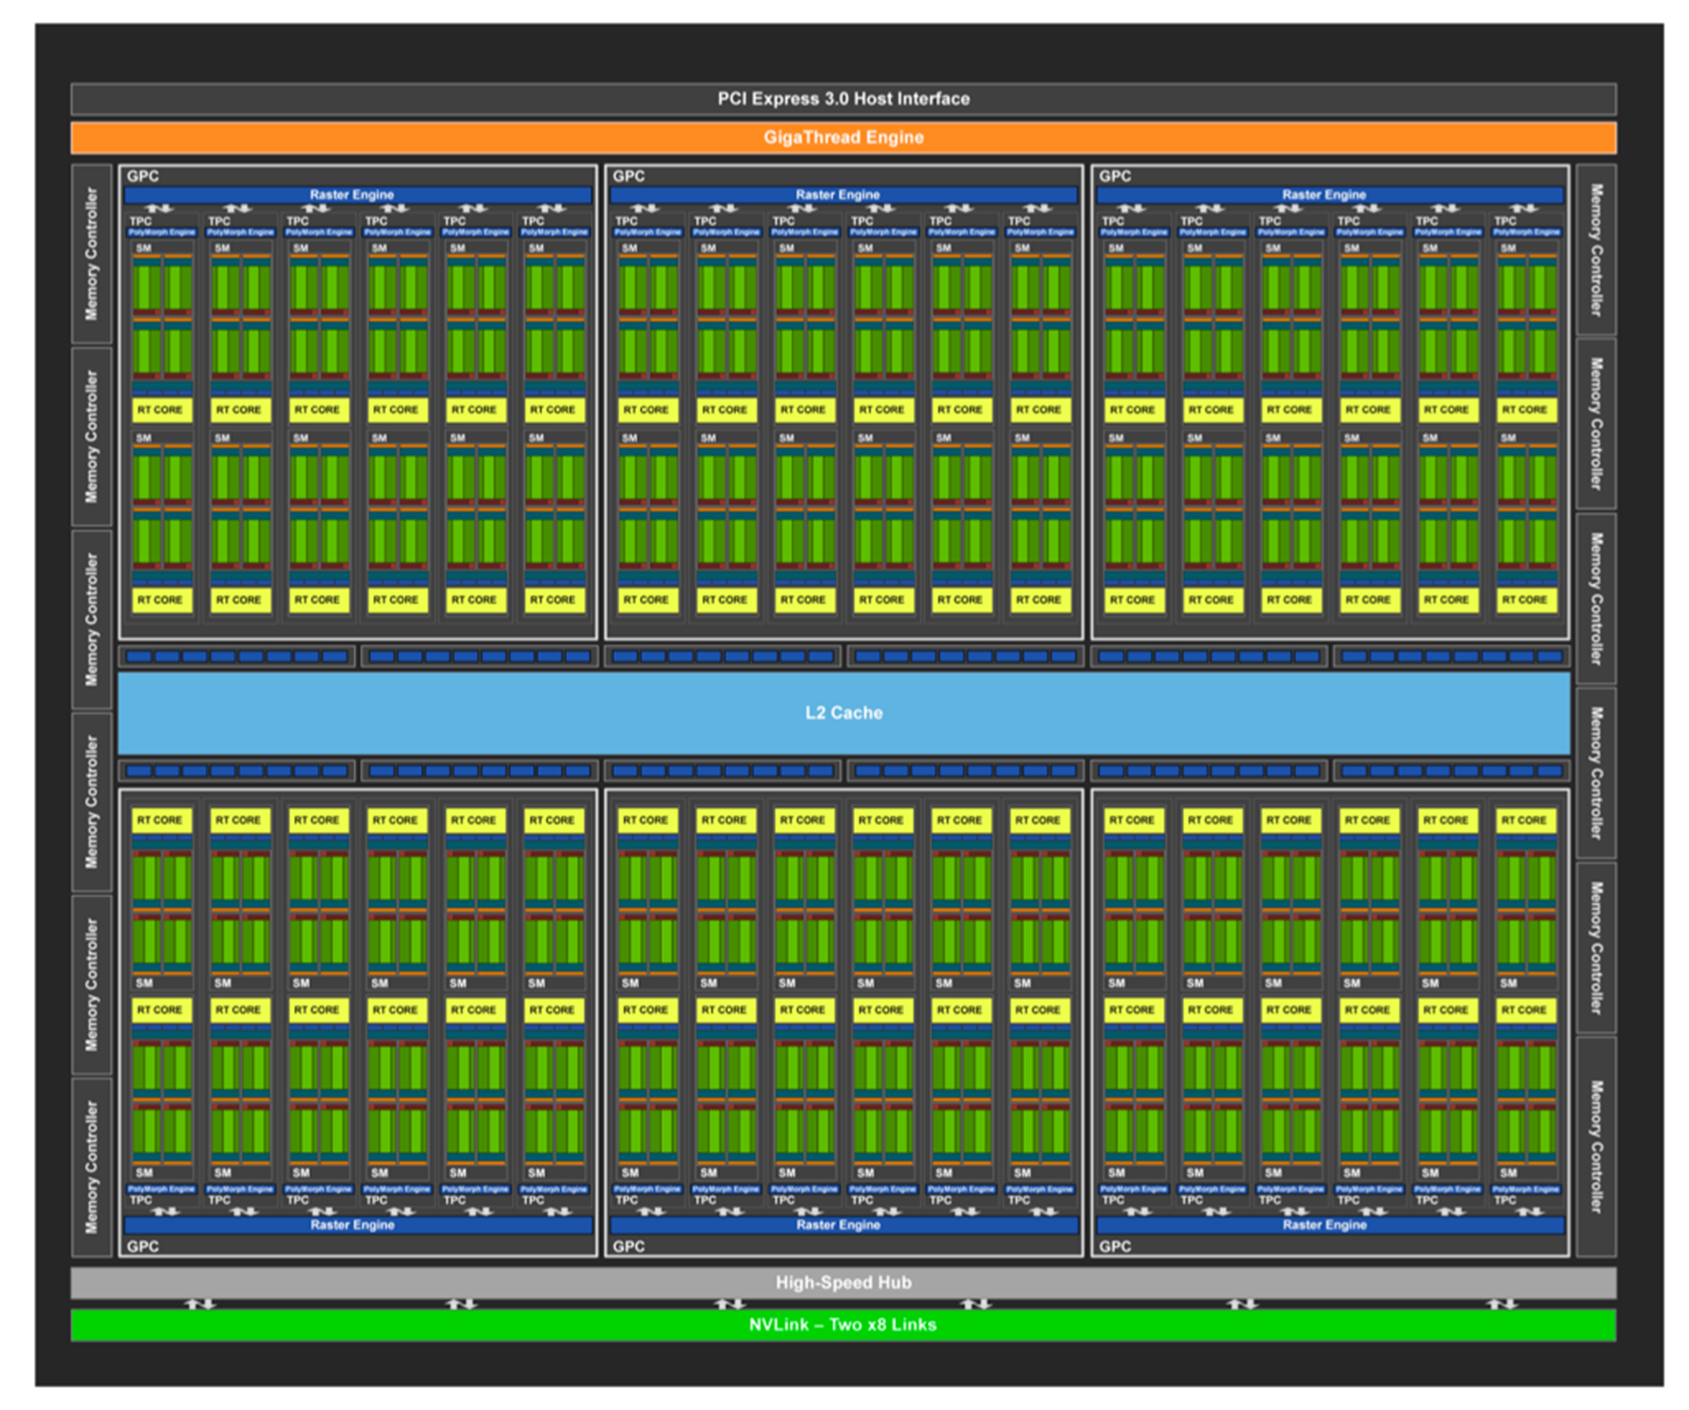 PCI Express 3.0 Host Interface
GigaThread Engine
Memory Controller
Memory Controller
Memory Controller
Memory Controller
Memory Controller
Memory Controller
GPC GPC GPC
Raster Engine Raster Engine Raster Engine
TPC TPC TPC TPC TPC TPC TPC TPC TPC TPC TPC TPC TPC TPC TPC TPC TPC TPC
PolyMorph Engine PolyMorph Engine PolyMorph Engine PolyMorph Engine PolyMorph Engine PolyMorph Engine PolyMorph Engine PolyMorph Engine PolyMorph Engine PolyMorph Engine PolyMorph Engine PolyMorph Engine PolyMorph Engine PolyMorph Engine PolyMorph Engine PolyMorph Engine PolyMorph Engine PolyMorph Engine
SM SM SM SM SM SM SM SM SM SM SM SM SM SM SM SM SM SM
RT CORE RT CORE RT CORE RT CORE RT CORE RT CORE RT CORE RT CORE RT CORE RT CORE RT CORE RT CORE RT CORE RT CORE RT CORE RT CORE RT CORE RT CORE
SM SM SM SM SM SM SM SM SM SM SM SM SM SM SM SM SM SM
RT CORE RT CORE RT CORE RT CORE RT CORE RT CORE RT CORE RT CORE RT CORE RT CORE RT CORE RT CORE RT CORE RT CORE RT CORE RT CORE RT CORE RT CORE
L2 Cache
RT CORE RT CORE RT CORE RT CORE RT CORE RT CORE RT CORE RT CORE RT CORE RT CORE RT CORE RT CORE RT CORE RT CORE RT CORE RT CORE RT CORE RT CORE
SM SM SM SM SM SM SM SM SM SM SM SM SM SM SM SM SM SM
RT CORE RT CORE RT CORE RT CORE RT CORE RT CORE RT CORE RT CORE RT CORE RT CORE RT CORE RT CORE RT CORE RT CORE RT CORE RT CORE RT CORE RT CORE
SM SM SM SM SM SM SM SM SM SM SM SM SM SM SM SM SM SM
PolyMorph Engine PolyMorph Engine PolyMorph Engine PolyMorph Engine PolyMorph Engine PolyMorph Engine PolyMorph Engine PolyMorph Engine PolyMorph Engine PolyMorph Engine PolyMorph Engine PolyMorph Engine PolyMorph Engine PolyMorph Engine PolyMorph Engine PolyMorph Engine PolyMorph Engine PolyMorph Engine
TPC TPC TPC TPC TPC TPC TPC TPC TPC TPC TPC TPC TPC TPC TPC TPC TPC TPC
Raster Engine Raster Engine Raster Engine
GPC GPC GPC
Memory Controller
Memory Controller
Memory Controller
Memory Controller
Memory Controller
Memory Controller
High-Speed Hub
NVLink – Two x8 Links